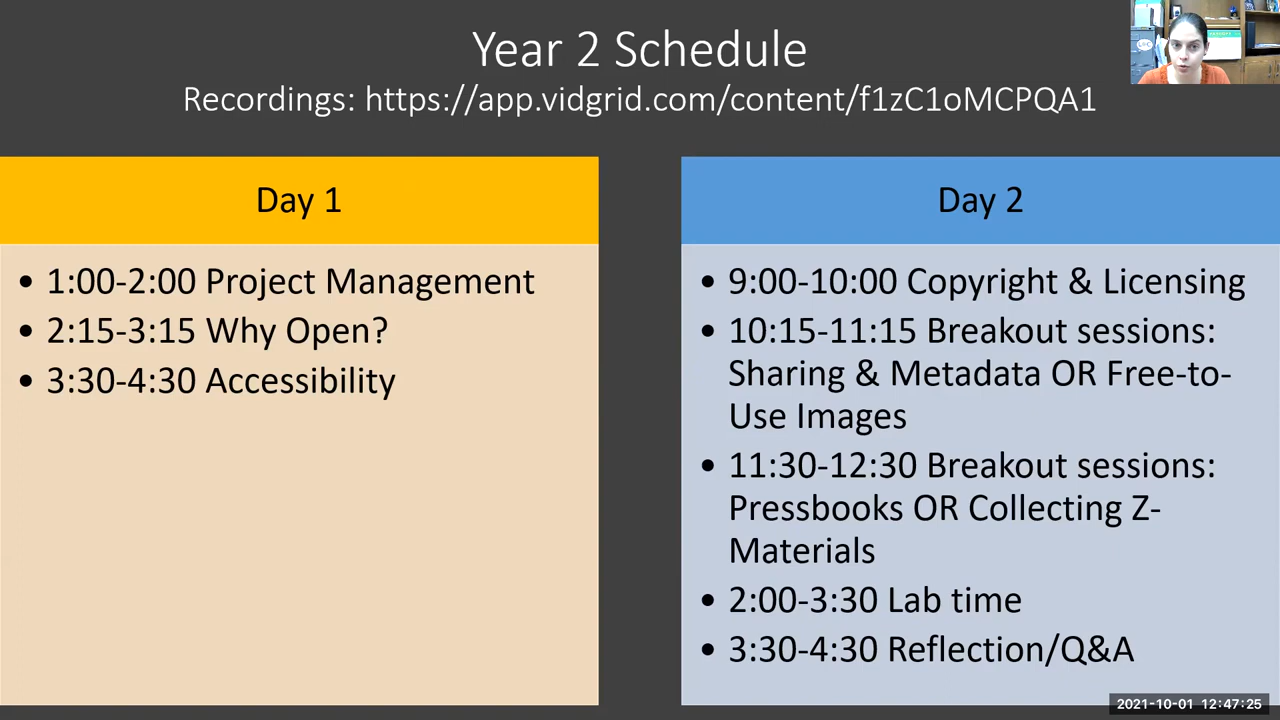 Year 2 Schedule
Recordings: https://app.vidgrid.com/content/f1zC1oMCPQA1
Day 1
• 1:00-2:00 Project Management
• 2:15-3:15 Why Open?
• 3:30-4:30 Accessibility
Day 2
• 9:00-10:00 Copyright & Licensing
• 10:15-11:15 Breakout sessions:
Sharing & Metadata OR Free-to-
Use Images
• 11:30-12:30 Breakout sessions:
Pressbooks OR Collecting Z-
Materials
• 2:00-3:30 Lab time
• 3:30-4:30 Reflection/Q&A
2021-10-01 12:47:25